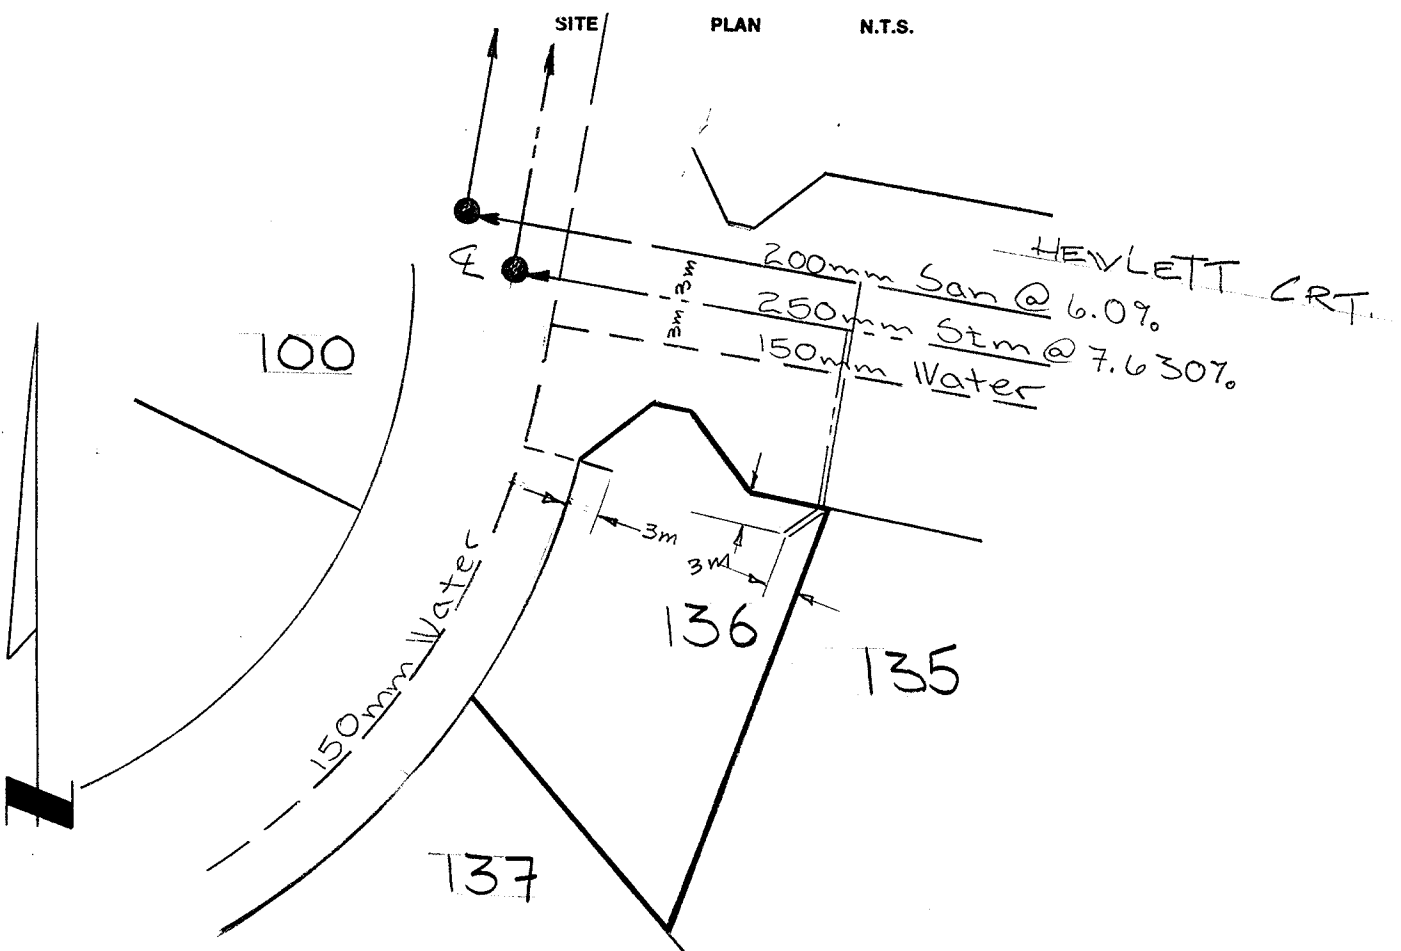 SITE PLAN N.T.S.
HEWLETT CRT.
200mm San @ 6.0%
℄
3m
250mm Stm @ 7.630%
3m
150mm Water
100
3m
3m
150mm Water
136
135
137